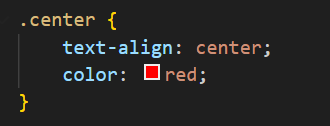 .center {
    text-align: center;
    color: red;
}